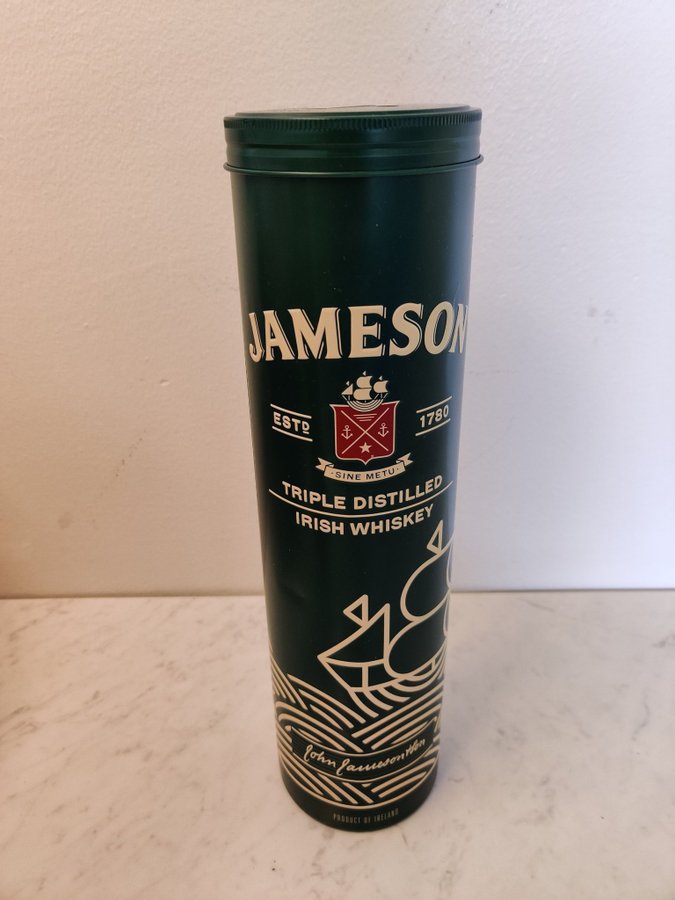 JAMESON
ESTD 1780
SINE METU
TRIPLE DISTILLED
IRISH WHISKEY
John Jameson & Son
PRODUCT OF IRELAND